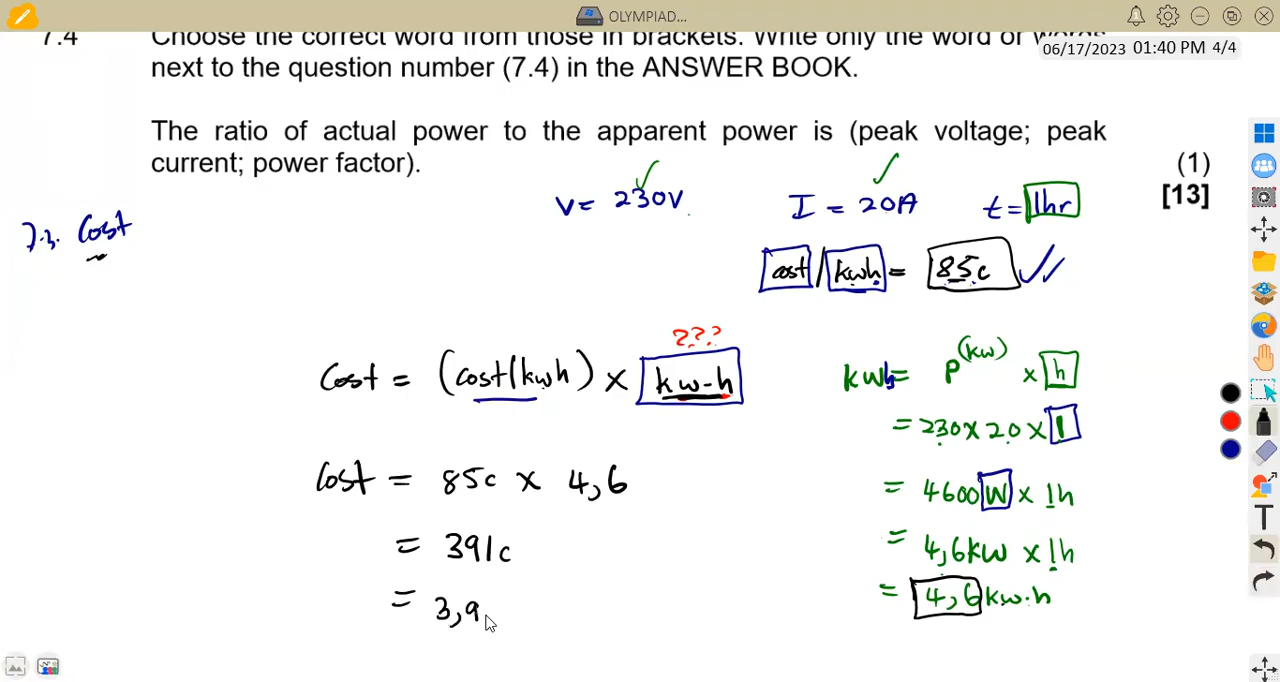 OLYMPIAD...
06/17/2023 01:40 PM 4/4
7.4 Choose the correct word from those in brackets. Write only the word or words
next to the question number (7.4) in the ANSWER BOOK.
The ratio of actual power to the apparent power is (peak voltage; peak
current; power factor). (1)
[13]
V= 230V I = 20A t= 1hr
7.3. Cost
cost/kwh = 85c
???
Cost = (cost/kwh) × kw-h
kwh= P(kw) × h
= 230 × 20 × 1
Cost = 85c × 4,6
= 4600W × 1h
= 391c
= 4,6kw × 1h
= 3,9
= 4,6kw.h
T